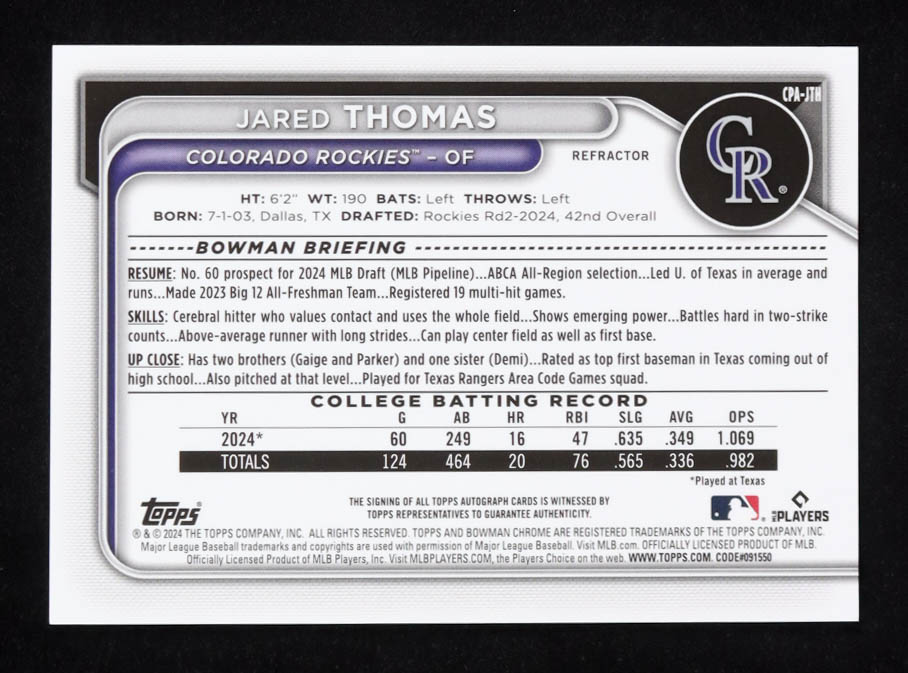 CPA-JTH
JARED THOMAS
COLORADO ROCKIES™ – OF
REFRACTOR
CR®
HT: 6'2" WT: 190 BATS: Left THROWS: Left
BORN: 7-1-03, Dallas, TX DRAFTED: Rockies Rd2-2024, 42nd Overall
-------BOWMAN BRIEFING
RESUME: No. 60 prospect for 2024 MLB Draft (MLB Pipeline)...ABCA All-Region selection...Led U. of Texas in average and
runs...Made 2023 Big 12 All-Freshman Team...Registered 19 multi-hit games.
SKILLS: Cerebral hitter who values contact and uses the whole field...Shows emerging power...Battles hard in two-strike
counts...Above-average runner with long strides...Can play center field as well as first base.
UP CLOSE: Has two brothers (Gaige and Parker) and one sister (Demi)...Rated as top first baseman in Texas coming out of
high school...Also pitched at that level...Played for Texas Rangers Area Code Games squad.
COLLEGE BATTING RECORD
YR G AB HR RBI SLG AVG OPS
2024* 60 249 16 47 .635 .349 1.069
TOTALS 124 464 20 76 .565 .336 .982
*Played at Texas
topps®
THE SIGNING OF ALL TOPPS AUTOGRAPH CARDS IS WITNESSED BY
TOPPS REPRESENTATIVES TO GUARANTEE AUTHENTICITY.
MLB PLAYERS
® & © 2024 THE TOPPS COMPANY, INC. ALL RIGHTS RESERVED. TOPPS AND BOWMAN CHROME ARE REGISTERED TRADEMARKS OF THE TOPPS COMPANY, INC.
Major League Baseball trademarks and copyrights are used with permission of Major League Baseball. Visit MLB.com. OFFICIALLY LICENSED PRODUCT OF MLB.
Officially Licensed Product of MLB Players, Inc. Visit MLBPLAYERS.COM, the Players Choice on the web. WWW.TOPPS.COM. CODE#091550